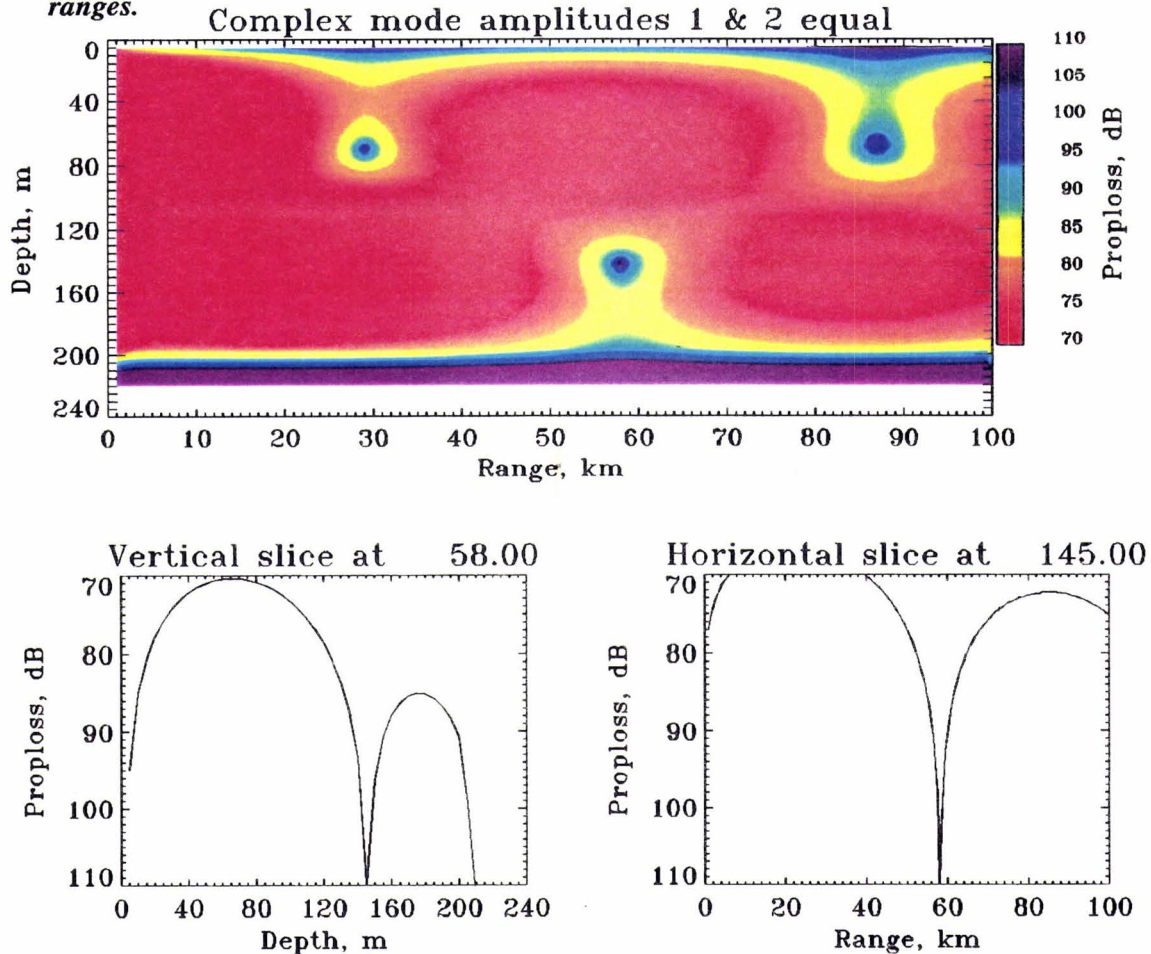 ranges.
Complex mode amplitudes 1 & 2 equal
0
40
80
120
160
200
240
Depth, m
0 10 20 30 40 50 60 70 80 90 100
Range, km
110
105
100
95
90
85
80
75
70
Proploss, dB
Vertical slice at 58.00
70
80
90
100
110
Proploss, dB
0 40 80 120 160 200 240
Depth, m
Horizontal slice at 145.00
70
80
90
100
110
Proploss, dB
0 20 40 60 80 100
Range, km